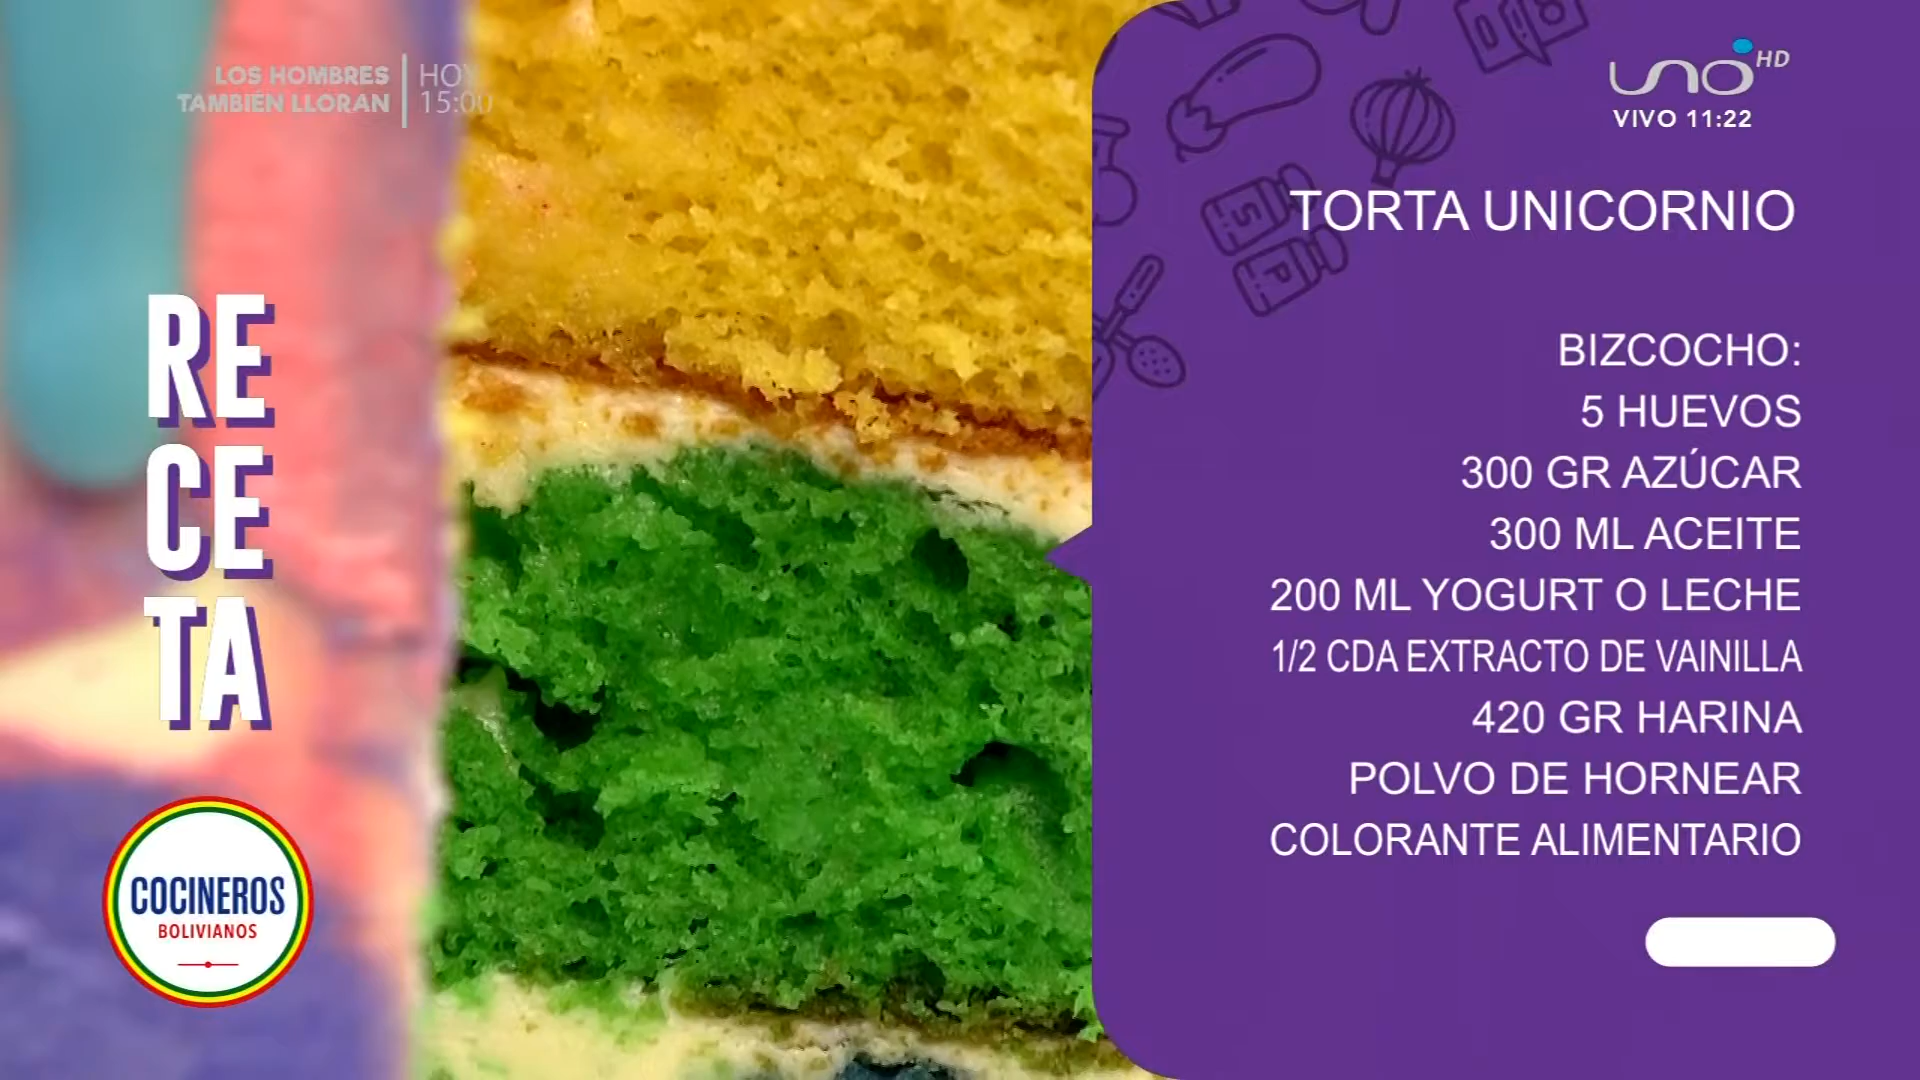 LOS HOMBRES
TAMBIÉN LLORAN
HOY
15:00
UNO HD
VIVO 11:22
RE
CE
TA
COCINEROS
BOLIVIANOS
TORTA UNICORNIO
BIZCOCHO:
5 HUEVOS
300 GR AZÚCAR
300 ML ACEITE
200 ML YOGURT O LECHE
1/2 CDA EXTRACTO DE VAINILLA
420 GR HARINA
POLVO DE HORNEAR
COLORANTE ALIMENTARIO